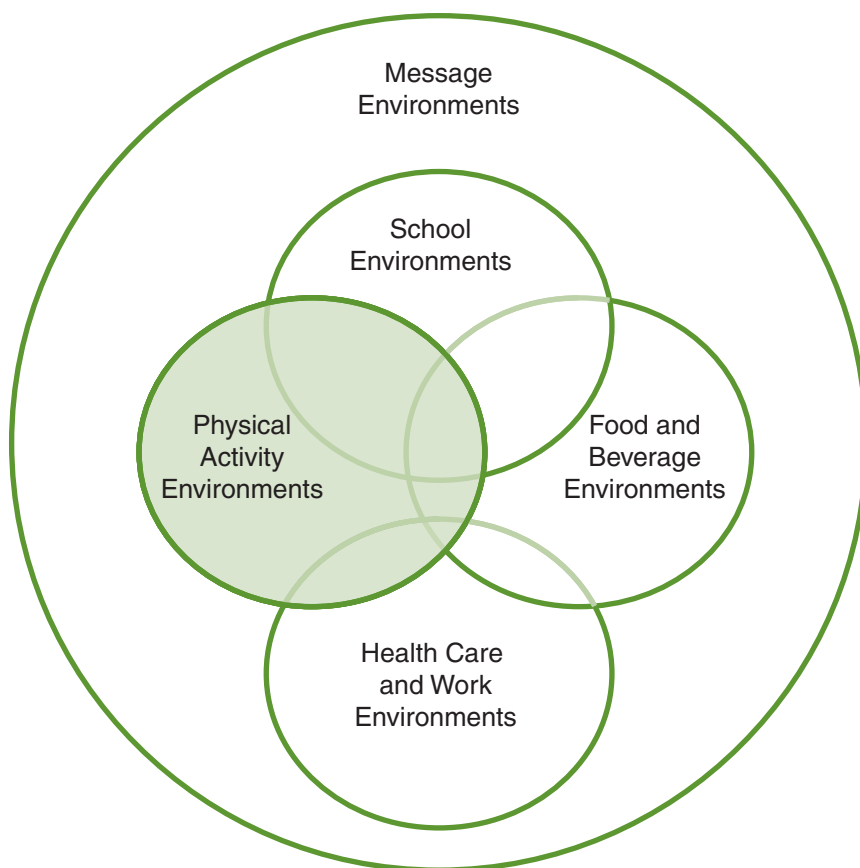 Message
Environments
School
Environments
Physical
Activity
Environments
Food and
Beverage
Environments
Health Care
and Work
Environments